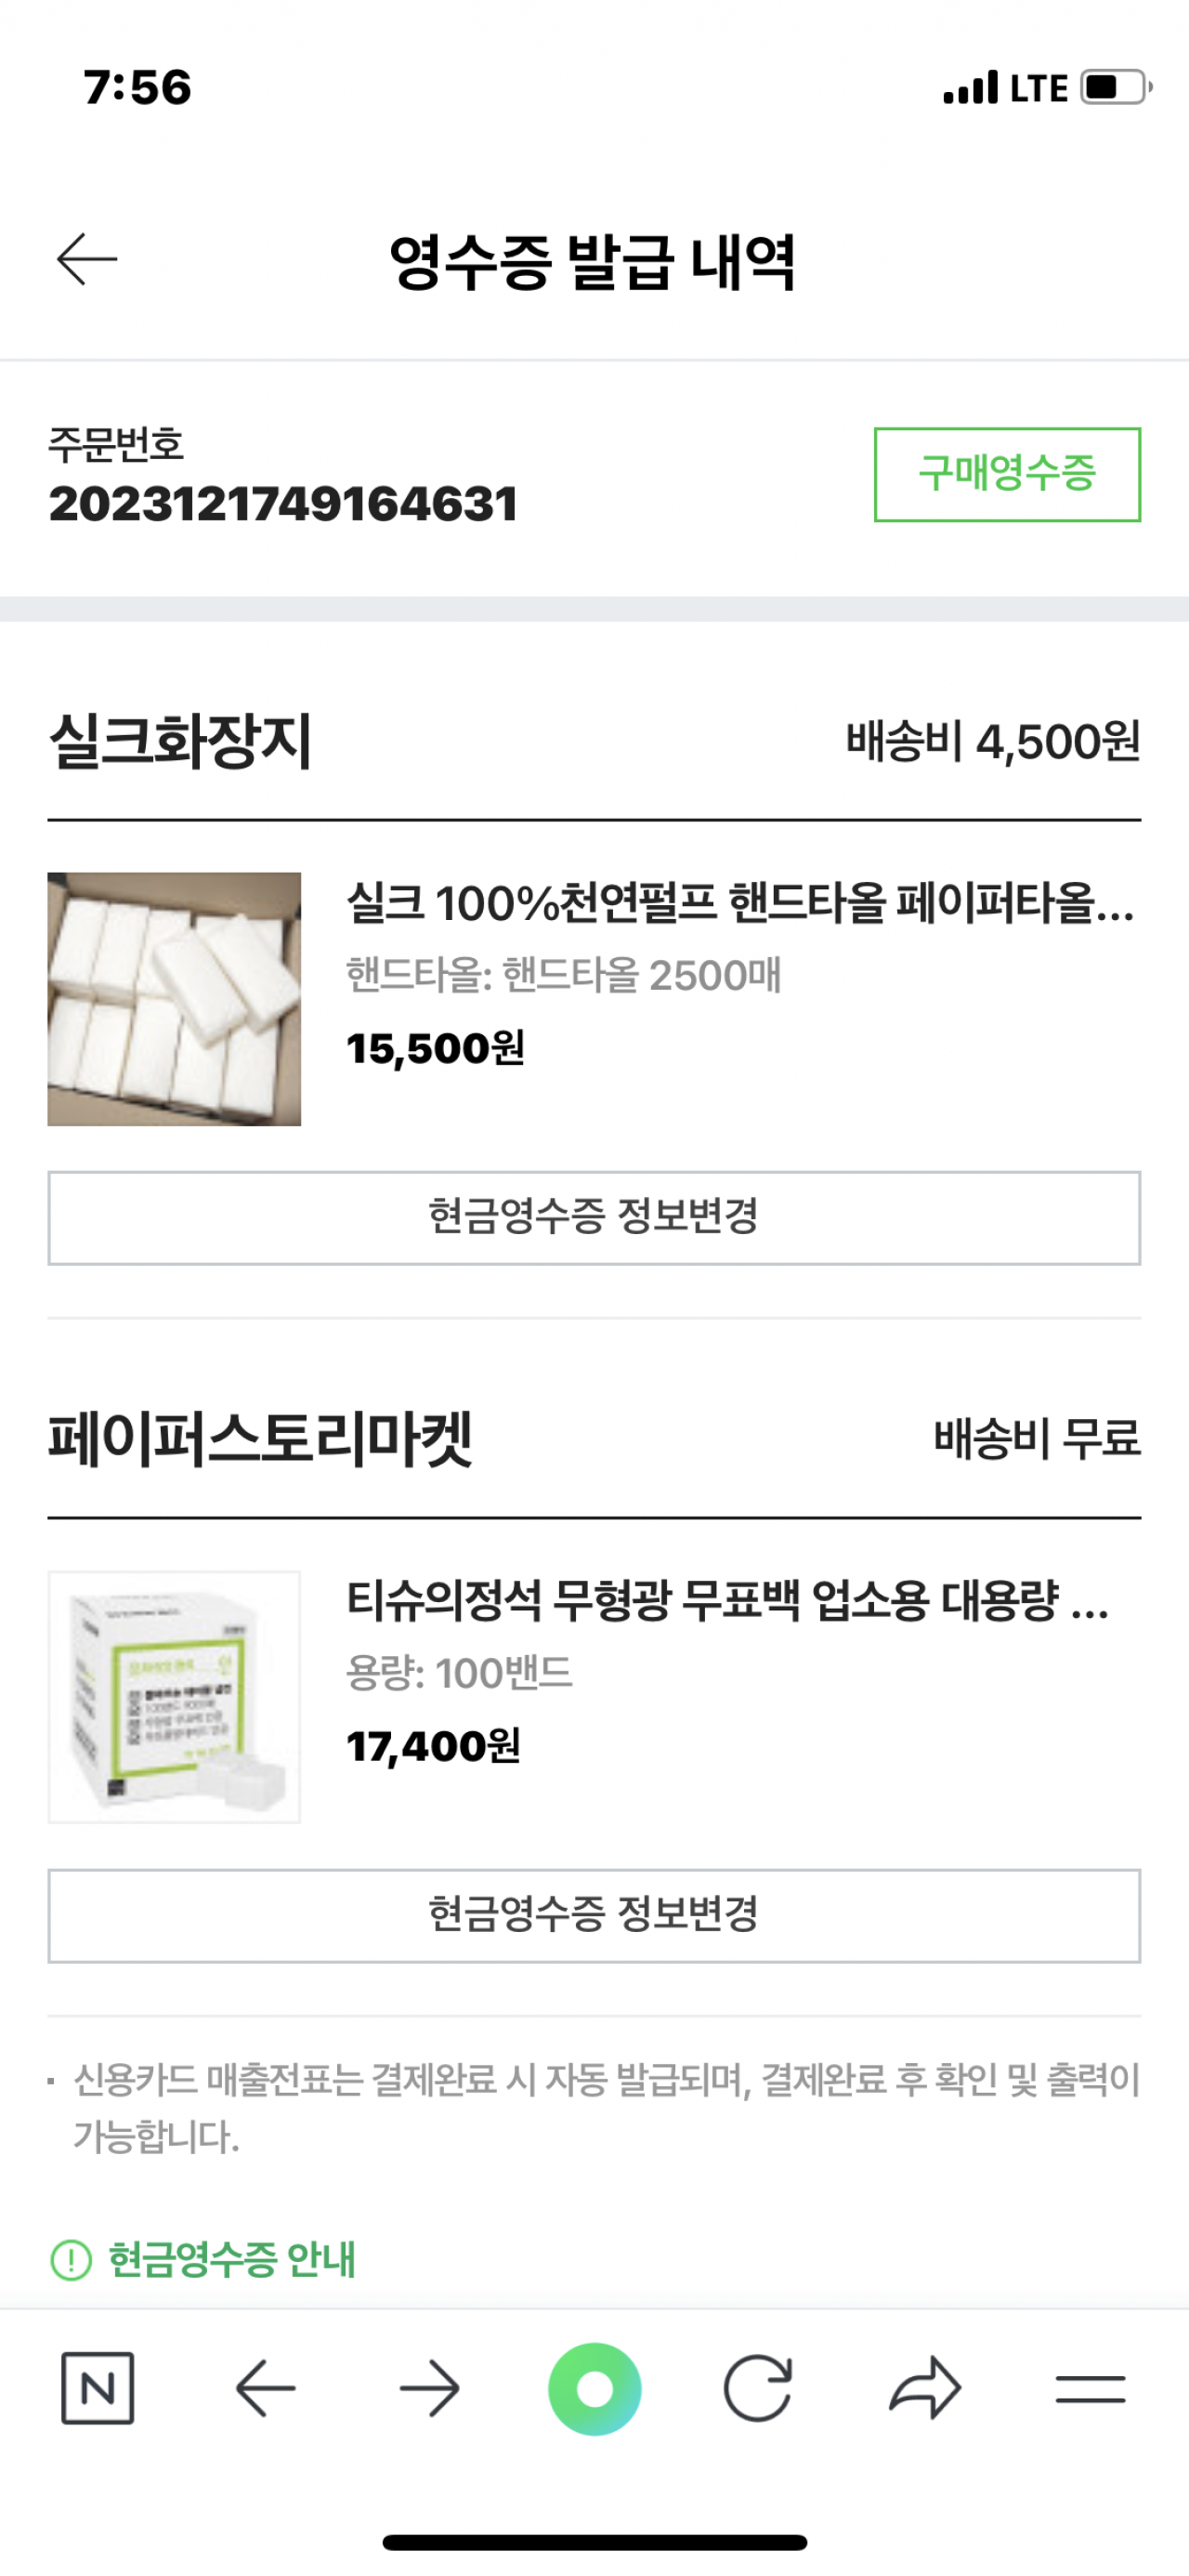 7:56
LTE
영수증 발급 내역
주문번호
2023121749164631
구매영수증
실크화장지
배송비 4,500원
실크 100%천연펄프 핸드타올 페이퍼타올...
핸드타올: 핸드타올 2500매
15,500원
현금영수증 정보변경
페이퍼스토리마켓
배송비 무료
티슈의정석 무형광 무표백 업소용 대용량 ...
용량: 100밴드
17,400원
현금영수증 정보변경
· 신용카드 매출전표는 결제완료 시 자동 발급되며, 결제완료 후 확인 및 출력이
가능합니다.
현금영수증 안내
N